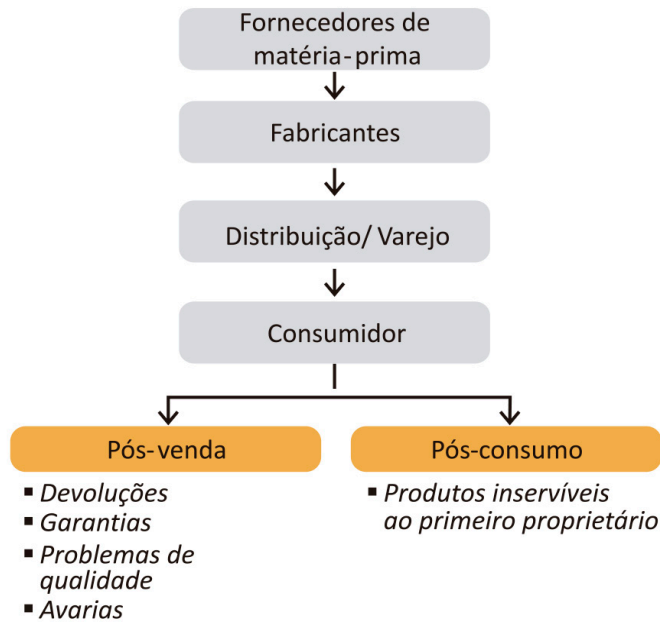 Fornecedores de
matéria-prima
Fabricantes
Distribuição/ Varejo
Consumidor
Pós-venda
▪ Devoluções
▪ Garantias
▪ Problemas de
qualidade
▪ Avarias
Pós-consumo
▪ Produtos inservíveis
ao primeiro proprietário